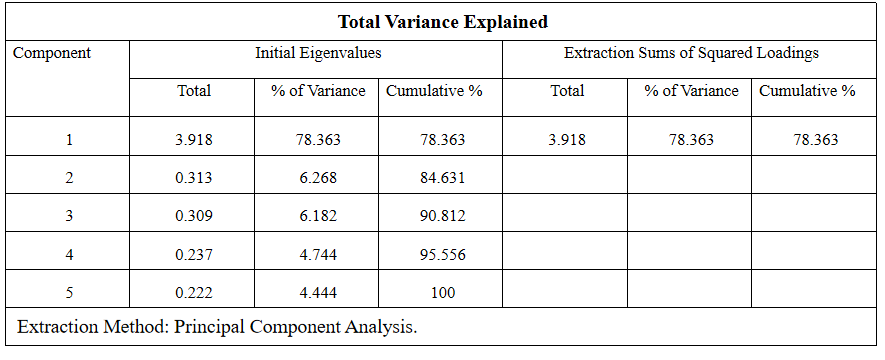 Total Variance Explained
Component Initial Eigenvalues Extraction Sums of Squared Loadings
Total % of Variance Cumulative % Total % of Variance Cumulative %
1 3.918 78.363 78.363 3.918 78.363 78.363
2 0.313 6.268 84.631
3 0.309 6.182 90.812
4 0.237 4.744 95.556
5 0.222 4.444 100
Extraction Method: Principal Component Analysis.